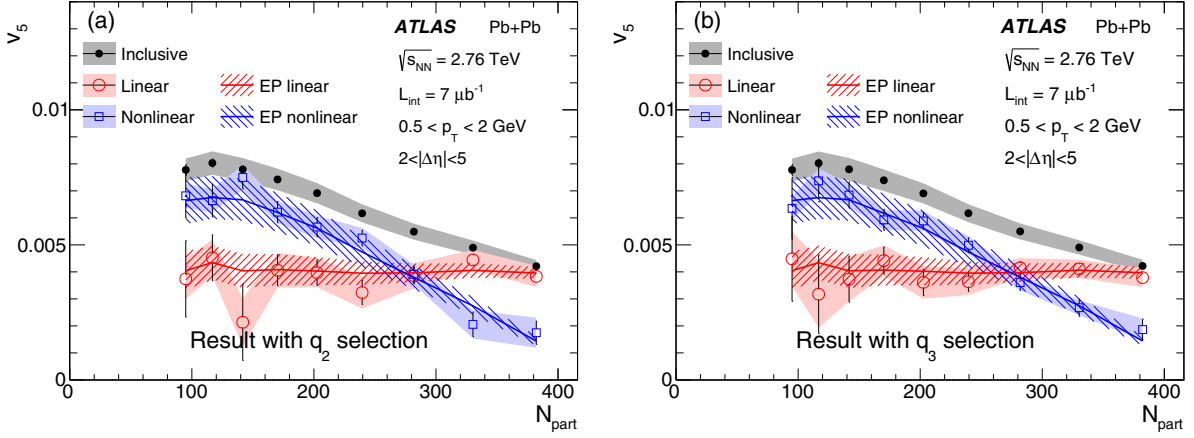 (a)
ATLAS Pb+Pb
v5
Inclusive
√sNN = 2.76 TeV
Linear
EP linear
Lint = 7 μb-1
Nonlinear
EP nonlinear
0.5 < pT < 2 GeV
2<|Δη|<5
0.01
0.005
0
Result with q2 selection
0 100 200 300 400
Npart
(b)
ATLAS Pb+Pb
v5
Inclusive
√sNN = 2.76 TeV
Linear
EP linear
Lint = 7 μb-1
Nonlinear
EP nonlinear
0.5 < pT < 2 GeV
2<|Δη|<5
0.01
0.005
0
Result with q3 selection
0 100 200 300 400
Npart